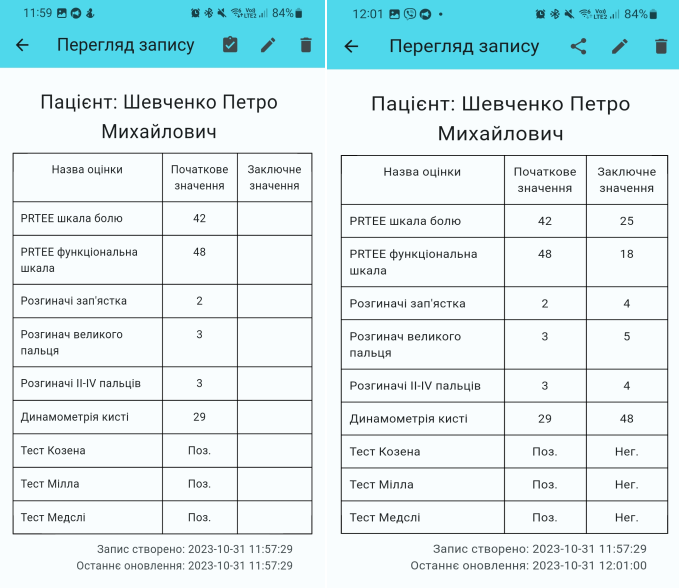 11:59 84%
Перегляд запису
Пацієнт: Шевченко Петро
Михайлович
Назва оцінки Початкове Заключне
значення значення
PRTEE шкала болю 42
PRTEE функціональна 48
шкала
Розгиначі зап'ястка 2
Розгинач великого 3
пальця
Розгиначі II-IV пальців 3
Динамометрія кисті 29
Тест Козена Поз.
Тест Мілла Поз.
Тест Медслі Поз.
Запис створено: 2023-10-31 11:57:29
Останнє оновлення: 2023-10-31 11:57:29
12:01 84%
Перегляд запису
Пацієнт: Шевченко Петро
Михайлович
Назва оцінки Початкове Заключне
значення значення
PRTEE шкала болю 42 25
PRTEE функціональна 48 18
шкала
Розгиначі зап'ястка 2 4
Розгинач великого 3 5
пальця
Розгиначі II-IV пальців 3 4
Динамометрія кисті 29 48
Тест Козена Поз. Нег.
Тест Мілла Поз. Нег.
Тест Медслі Поз. Нег.
Запис створено: 2023-10-31 11:57:29
Останнє оновлення: 2023-10-31 12:01:00